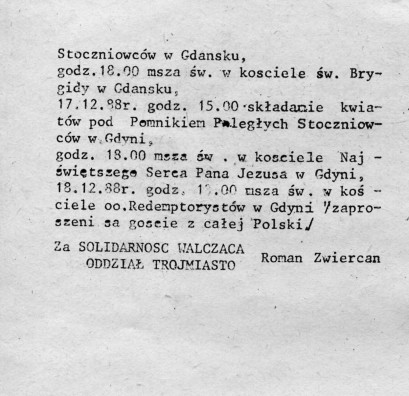 Stoczniowców w Gdansku,
godz.18.00 msza św. w kosciele św. Bry-
gidy w Gdansku,
17.12.88r. godz. 15.00 składanie kwia-
tów pod Pomnikiem Poległych Stoczniow-
ców w Gdyni,
godz. 18.00 msza św . w kosciele Naj -
świętszego Serca Pana Jezusa w Gdyni,
18.12.88r. godz, msza św. w koś -
ciele oo.Redemptorystów w Gdyni /zapro-
szeni sa goscie z całej Polski/
Za SOLIDARNOSC WALCZACA
ODDZIAŁ TROJMIASTO Roman Zwiercan